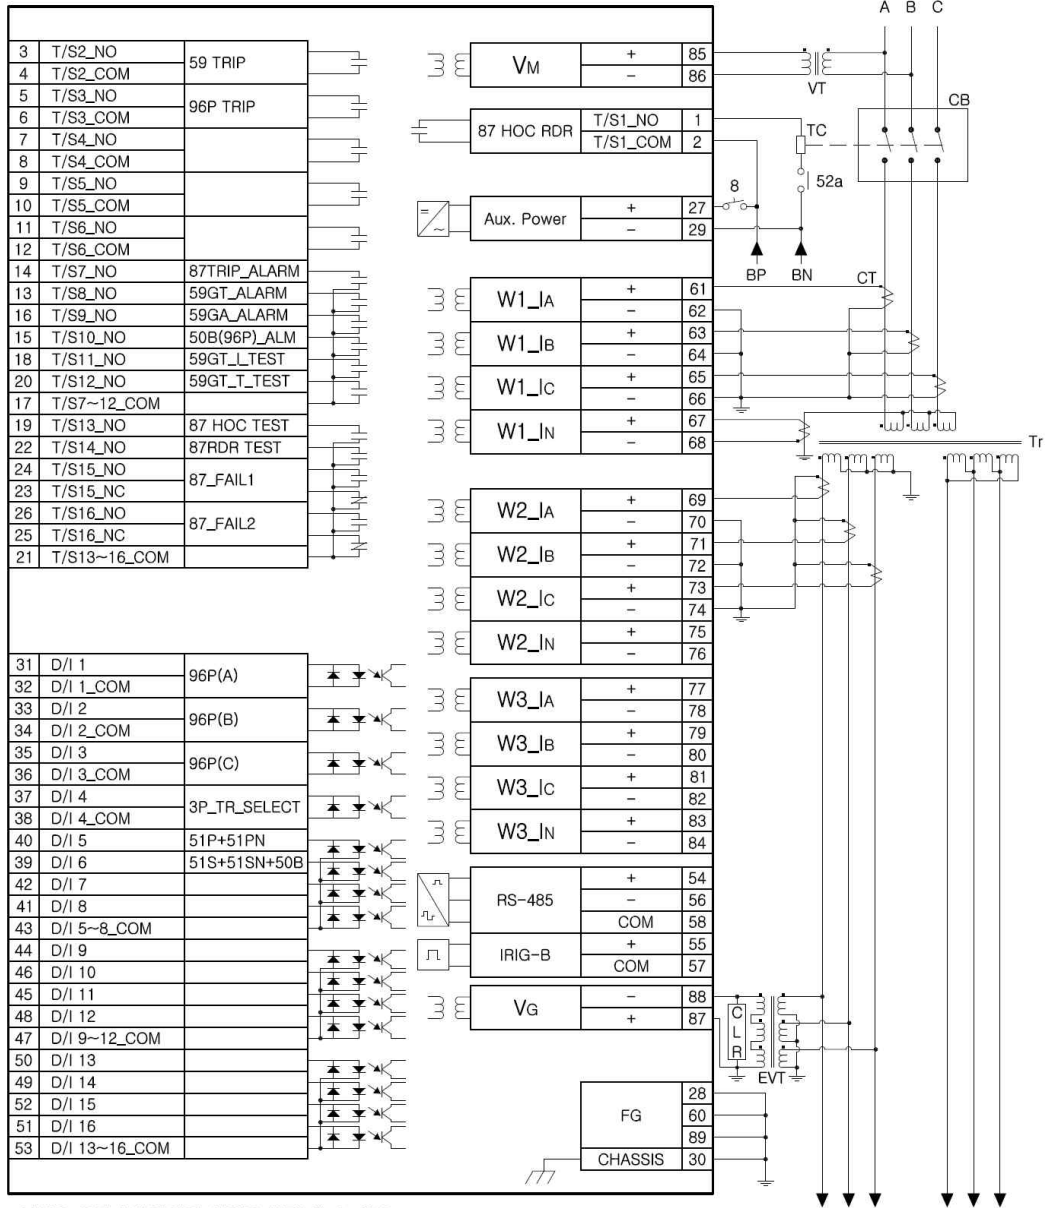 A B C
3 T/S2_NO 59 TRIP
4 T/S2_COM
5 T/S3_NO 96P TRIP
6 T/S3_COM
7 T/S4_NO
8 T/S4_COM
9 T/S5_NO
10 T/S5_COM
11 T/S6_NO
12 T/S6_COM
14 T/S7_NO 87TRIP_ALARM
13 T/S8_NO 59GT_ALARM
16 T/S9_NO 59GA_ALARM
15 T/S10_NO 50B(96P)_ALM
18 T/S11_NO 59GT_I_TEST
20 T/S12_NO 59GT_T_TEST
17 T/S7~12_COM
19 T/S13_NO 87 HOC TEST
22 T/S14_NO 87RDR TEST
24 T/S15_NO 87_FAIL1
23 T/S15_NC
26 T/S16_NO 87_FAIL2
25 T/S16_NC
21 T/S13~16_COM
31 D/I 1 96P(A)
32 D/I 1_COM
33 D/I 2 96P(B)
34 D/I 2_COM
35 D/I 3 96P(C)
36 D/I 3_COM
37 D/I 4 3P_TR_SELECT
38 D/I 4_COM
40 D/I 5 51P+51PN
39 D/I 6 51S+51SN+50B
42 D/I 7
41 D/I 8
43 D/I 5~8_COM
44 D/I 9
46 D/I 10
45 D/I 11
48 D/I 12
47 D/I 9~12_COM
50 D/I 13
49 D/I 14
52 D/I 15
51 D/I 16
53 D/I 13~16_COM
VM + 85
− 86
87 HOC RDR T/S1_NO 1
T/S1_COM 2
Aux. Power + 27
− 29
W1_IA + 61
− 62
W1_IB + 63
− 64
W1_IC + 65
− 66
W1_IN + 67
− 68
W2_IA + 69
− 70
W2_IB + 71
− 72
W2_IC + 73
− 74
W2_IN + 75
− 76
W3_IA + 77
− 78
W3_IB + 79
− 80
W3_IC + 81
− 82
W3_IN + 83
− 84
RS-485 + 54
− 56
COM 58
IRIG-B + 55
COM 57
VG − 88
+ 87
FG 28
60
89
CHASSIS 30
VT
CB
TC
52a
8
BP BN
CT
Tr
CLR
EVT